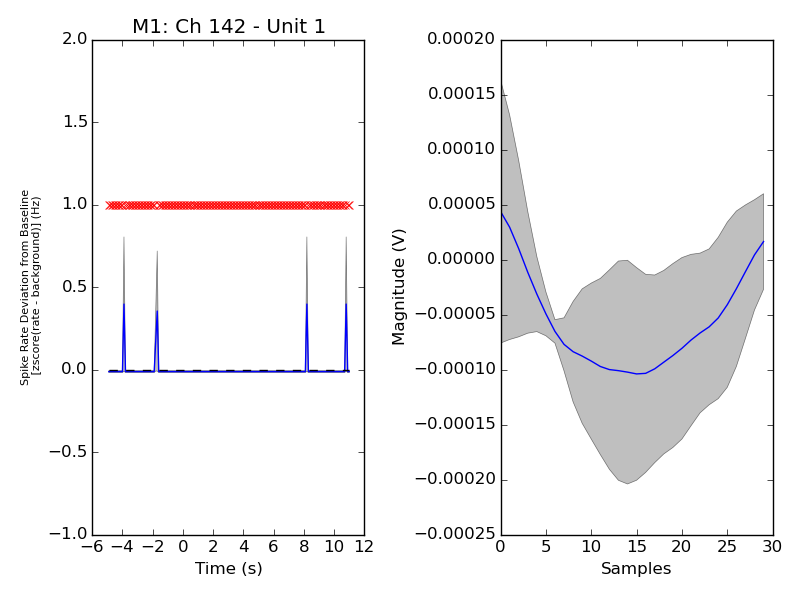 M1: Ch 142 - Unit 1
Spike Rate Deviation from Baseline
[zscore(rate - background)] (Hz)
2.0
1.5
1.0
0.5
0.0
−0.5
−1.0
−6 −4 −2 0 2 4 6 8 10 12
Time (s)
Magnitude (V)
0.00020
0.00015
0.00010
0.00005
0.00000
−0.00005
−0.00010
−0.00015
−0.00020
−0.00025
0 5 10 15 20 25 30
Samples